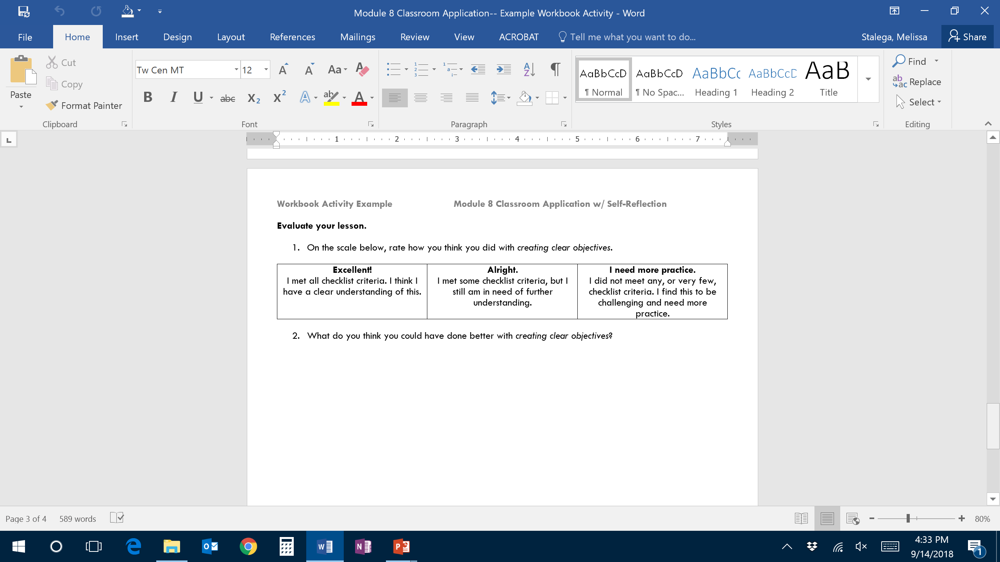 Module 8 Classroom Application-- Example Workbook Activity - Word
File Home Insert Design Layout References Mailings Review View ACROBAT Tell me what you want to do... Stalega, Melissa Share
Paste
Cut
Copy
Format Painter
Clipboard
Tw Cen MT 12
Font
Paragraph
AaBbCcD AaBbCcD AaBbCc AaBbCcD AaB
¶ Normal ¶ No Spac... Heading 1 Heading 2 Title
Styles
Find
Replace
Select
Editing
1 2 3 4 5 6 7
Workbook Activity Example Module 8 Classroom Application w/ Self-Reflection
Evaluate your lesson.
1. On the scale below, rate how you think you did with creating clear objectives.
Excellent!
I met all checklist criteria. I think I
have a clear understanding of this.
Alright.
I met some checklist criteria, but I
still am in need of further
understanding.
I need more practice.
I did not meet any, or very few,
checklist criteria. I find this to be
challenging and need more
practice.
2. What do you think you could have done better with creating clear objectives?
Page 3 of 4 589 words 80%
4:33 PM
9/14/2018
1